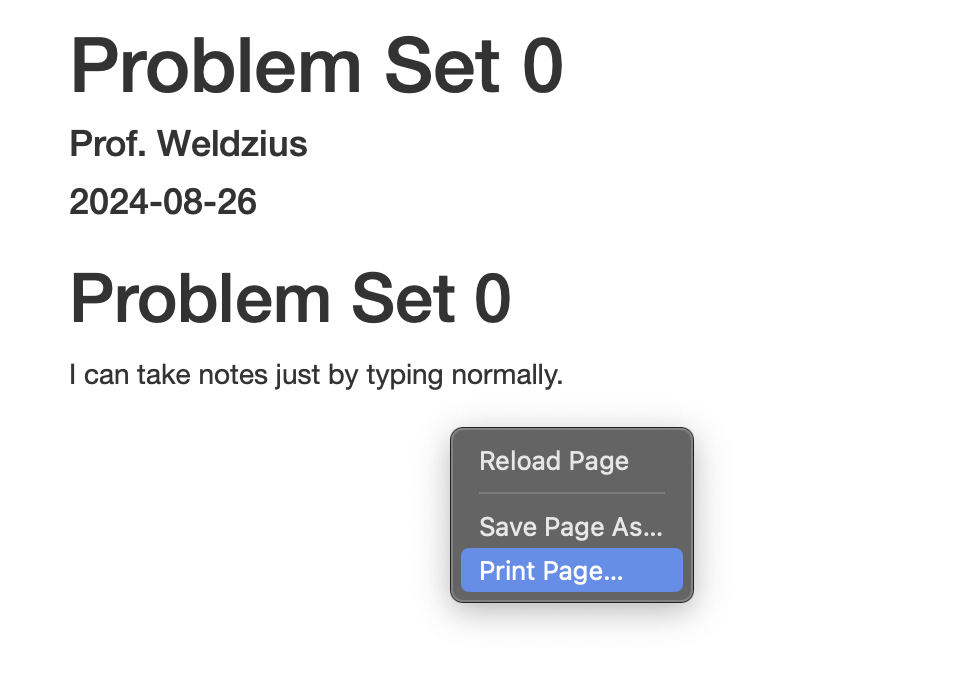 Problem Set 0
Prof. Weldzius
2024-08-26
Problem Set 0
I can take notes just by typing normally.
Reload Page
Save Page As...
Print Page...